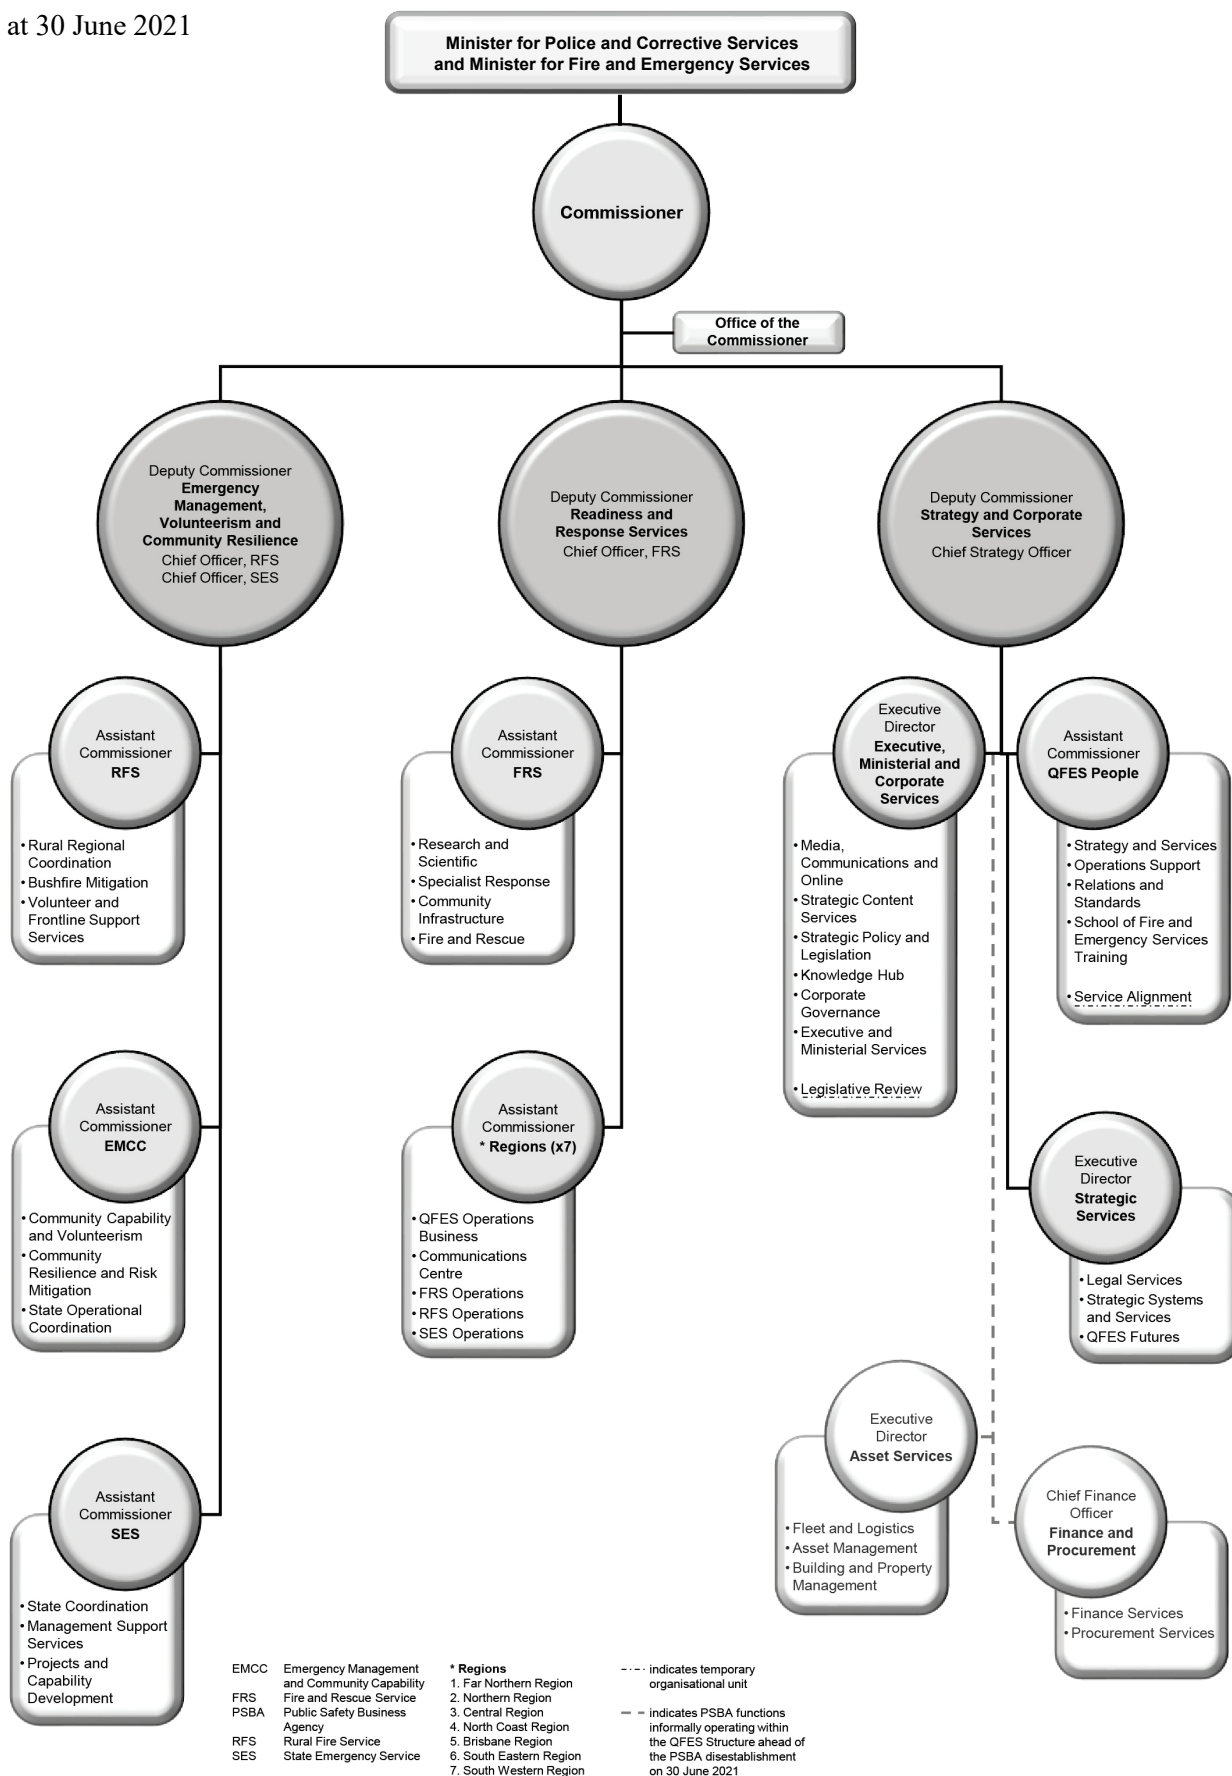 at 30 June 2021
Minister for Police and Corrective Services
and Minister for Fire and Emergency Services
Commissioner
Office of the
Commissioner
Deputy Commissioner
Emergency
Management,
Volunteerism and
Community Resilience
Chief Officer, RFS
Chief Officer, SES
Deputy Commissioner
Readiness and
Response Services
Chief Officer, FRS
Deputy Commissioner
Strategy and Corporate
Services
Chief Strategy Officer
Assistant
Commissioner
RFS
• Rural Regional
Coordination
• Bushfire Mitigation
• Volunteer and
Frontline Support
Services
Assistant
Commissioner
FRS
• Research and
Scientific
• Specialist Response
• Community
Infrastructure
• Fire and Rescue
Executive
Director
Executive,
Ministerial and
Corporate
Services
• Media,
Communications and
Online
• Strategic Content
Services
• Strategic Policy and
Legislation
• Knowledge Hub
• Corporate
Governance
• Executive and
Ministerial Services
• Legislative Review
Assistant
Commissioner
QFES People
• Strategy and Services
• Operations Support
• Relations and
Standards
• School of Fire and
Emergency Services
Training
• Service Alignment
Assistant
Commissioner
EMCC
• Community Capability
and Volunteerism
• Community
Resilience and Risk
Mitigation
• State Operational
Coordination
Assistant
Commissioner
* Regions (x7)
• QFES Operations
Business
• Communications
Centre
• FRS Operations
• RFS Operations
• SES Operations
Executive
Director
Strategic
Services
• Legal Services
• Strategic Systems
and Services
• QFES Futures
Executive
Director
Asset Services
• Fleet and Logistics
• Asset Management
• Building and Property
Management
Chief Finance
Officer
Finance and
Procurement
• Finance Services
• Procurement Services
Assistant
Commissioner
SES
• State Coordination
• Management Support
Services
• Projects and
Capability
Development
EMCC Emergency Management
and Community Capability
FRS Fire and Rescue Service
PSBA Public Safety Business
Agency
RFS Rural Fire Service
SES State Emergency Service
* Regions
1. Far Northern Region
2. Northern Region
3. Central Region
4. North Coast Region
5. Brisbane Region
6. South Eastern Region
7. South Western Region
indicates temporary
organisational unit
indicates PSBA functions
informally operating within
the QFES Structure ahead of
the PSBA disestablishment
on 30 June 2021